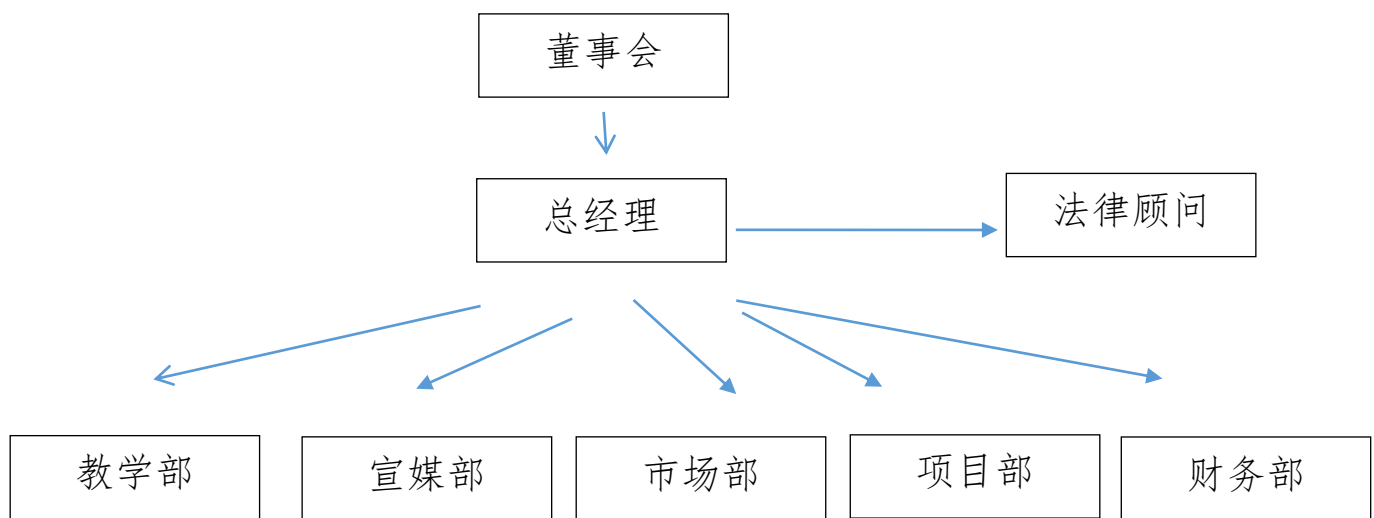 董事会
总经理
法律顾问
教学部
宣媒部
市场部
项目部
财务部